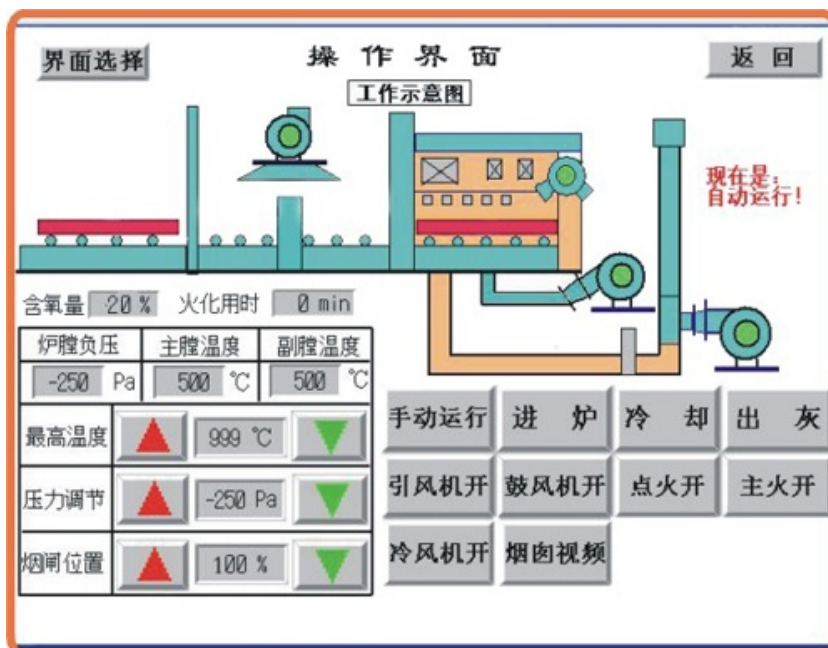 界面选择
操作界面
返回
工作示意图
现在是:
自动运行!
含氧量 20 % 火化用时 0 min
炉膛负压 主膛温度 副膛温度
-250 Pa 500 ℃ 500 ℃
手动运行 进炉 冷却 出灰
最高温度 999 ℃
引风机开 鼓风机开 点火开 主火开
压力调节 -250 Pa
冷风机开 烟囱视频
烟闸位置 100 %